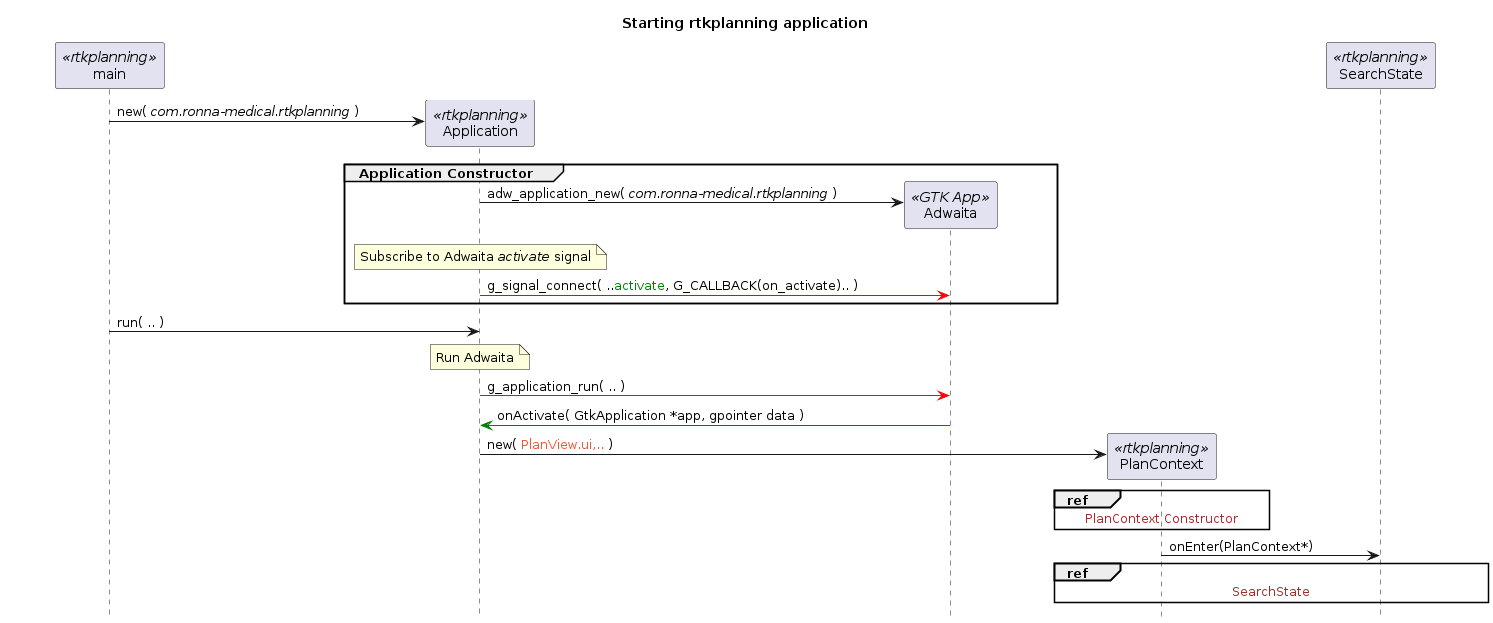 Starting rtkplanning application
«rtkplanning»
main
«rtkplanning»
SearchState
new( com.ronna-medical.rtkplanning )
«rtkplanning»
Application
Application Constructor
adw_application_new( com.ronna-medical.rtkplanning )
«GTK App»
Adwaita
Subscribe to Adwaita activate signal
g_signal_connect( ..activate, G_CALLBACK(on_activate).. )
run( .. )
Run Adwaita
g_application_run( .. )
onActivate( GtkApplication *app, gpointer data )
new( PlanView.ui,.. )
«rtkplanning»
PlanContext
ref
PlanContext Constructor
onEnter(PlanContext*)
ref
SearchState